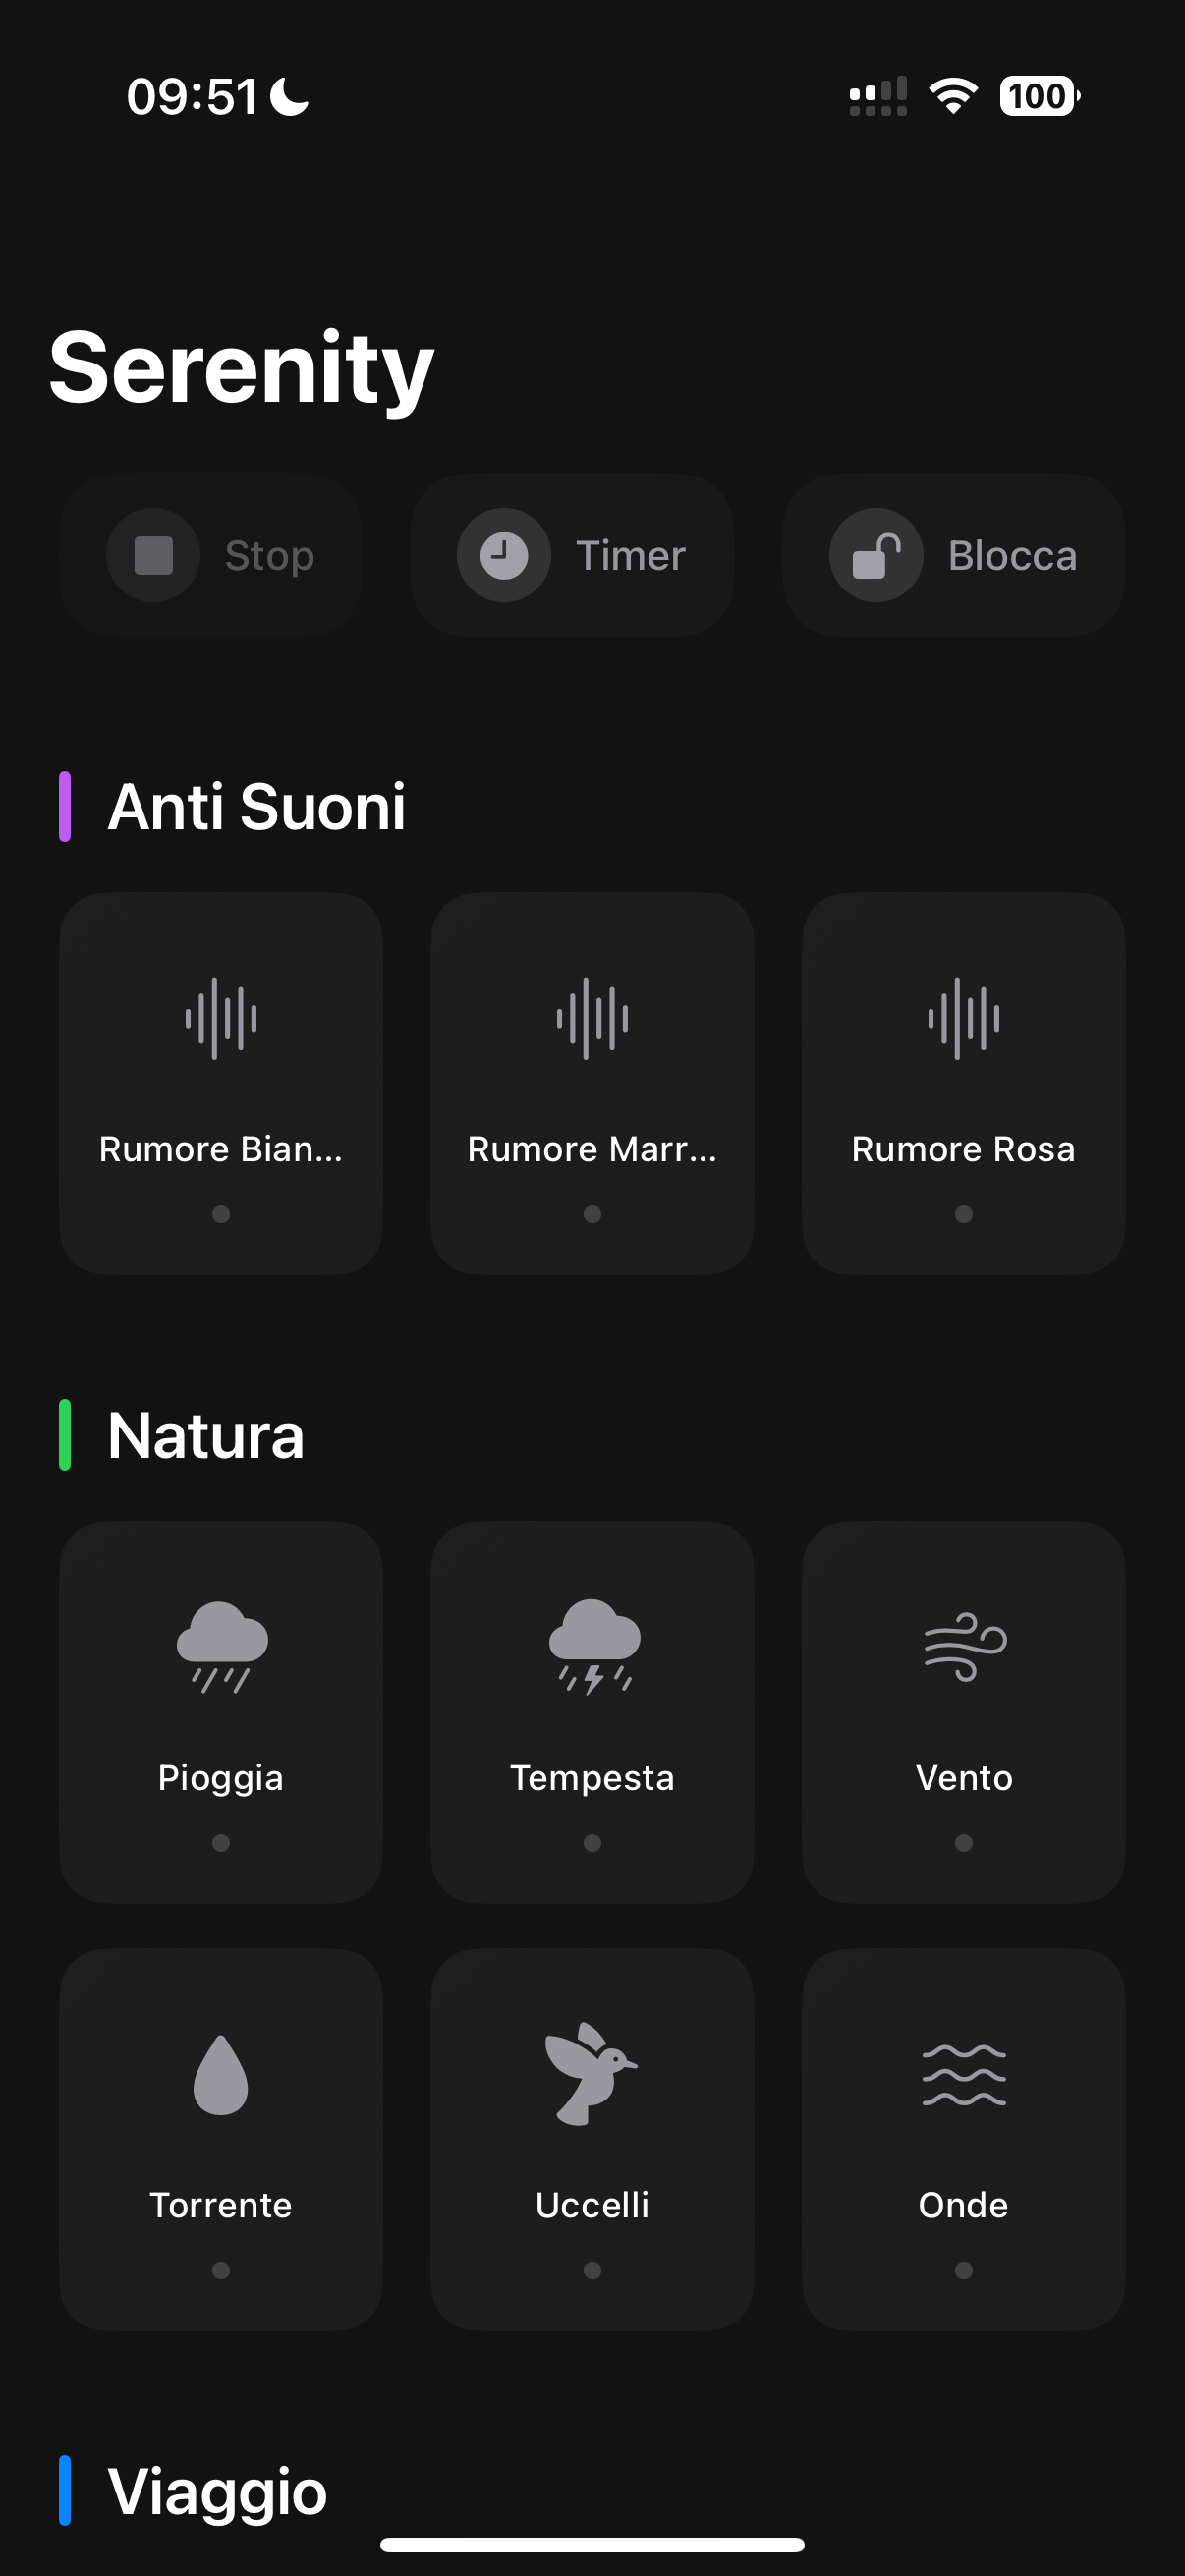 09:51
100
Serenity
Stop
Timer
Blocca
Anti Suoni
Rumore Bian...
Rumore Marr...
Rumore Rosa
Natura
Pioggia
Tempesta
Vento
Torrente
Uccelli
Onde
Viaggio